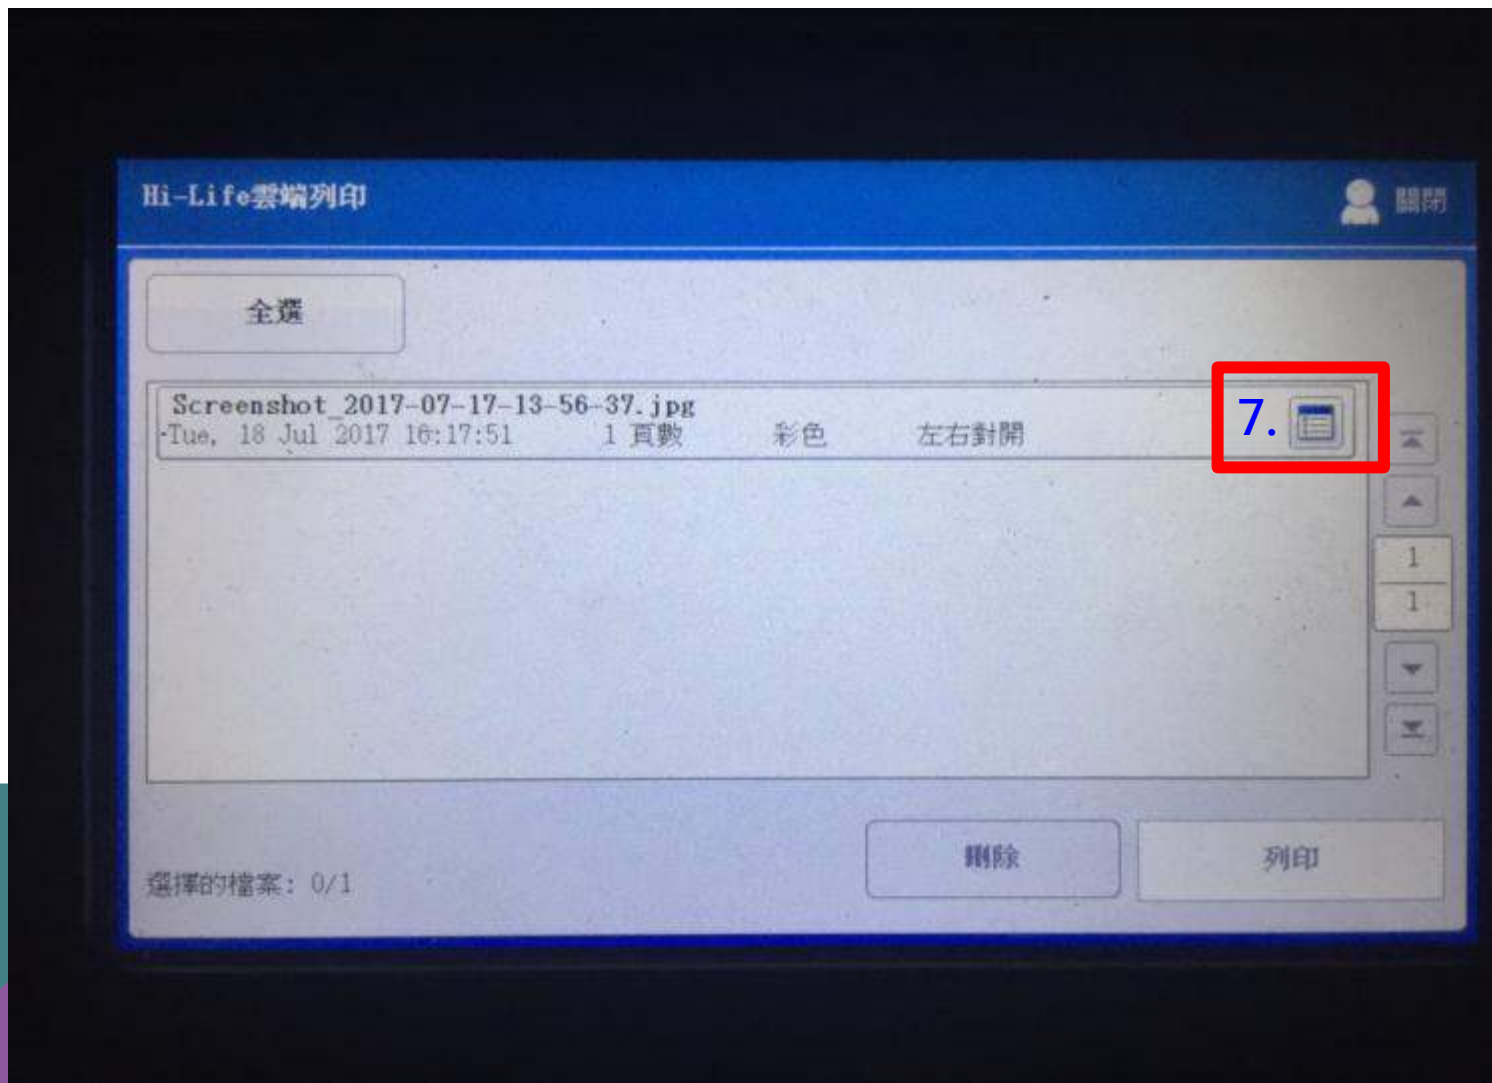 Hi-Life雲端列印
關閉
全選
Screenshot_2017-07-17-13-56-37.jpg
Tue, 18 Jul 2017 16:17:51 1 頁數 彩色 左右對開
7.
1
1
選擇的檔案: 0/1
刪除
列印